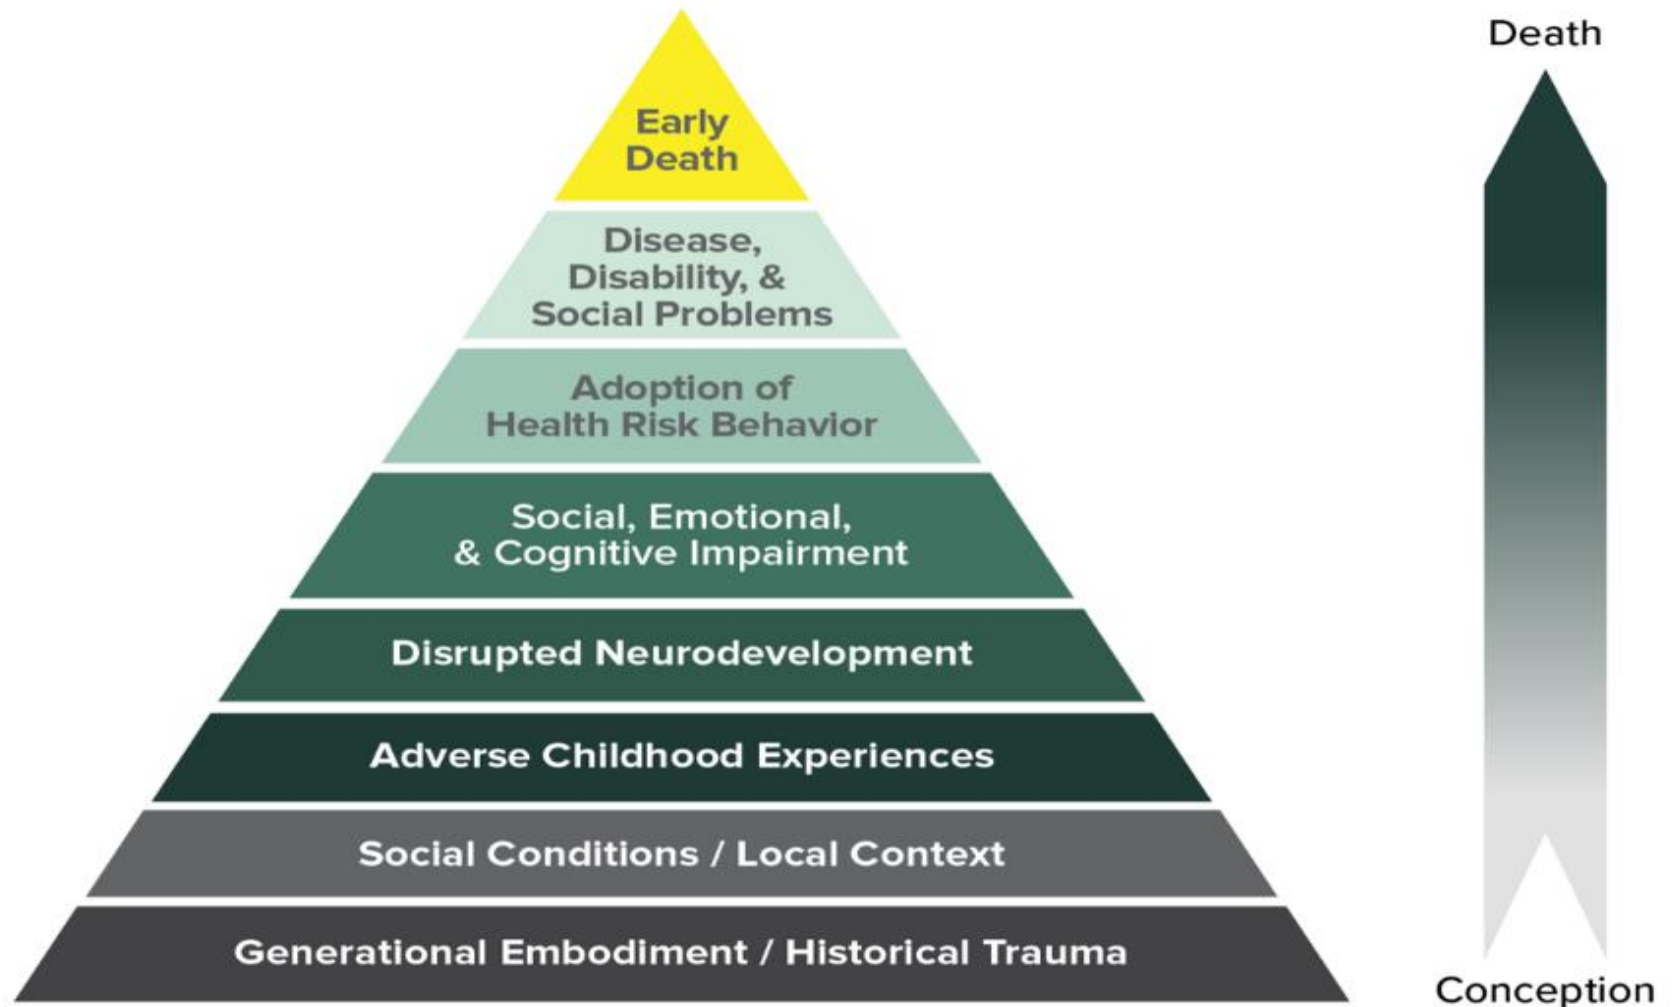 Death
Early
Death
Disease,
Disability, &
Social Problems
Adoption of
Health Risk Behavior
Social, Emotional,
& Cognitive Impairment
Disrupted Neurodevelopment
Adverse Childhood Experiences
Social Conditions / Local Context
Generational Embodiment / Historical Trauma
Conception